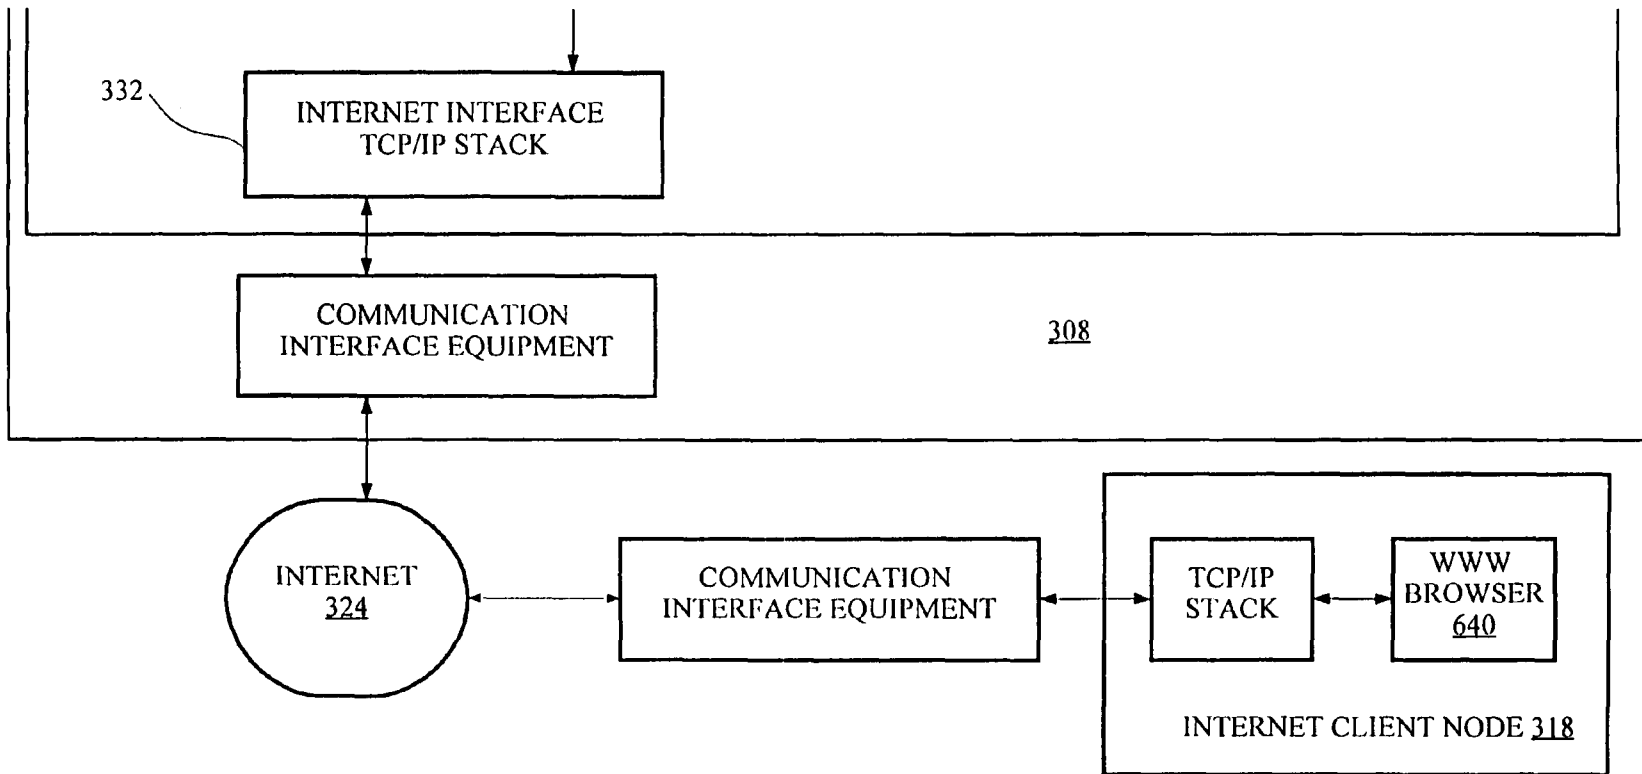 332
INTERNET INTERFACE
TCP/IP STACK
COMMUNICATION
INTERFACE EQUIPMENT
308
INTERNET
324
COMMUNICATION
INTERFACE EQUIPMENT
TCP/IP
STACK
WWW
BROWSER
640
INTERNET CLIENT NODE 318